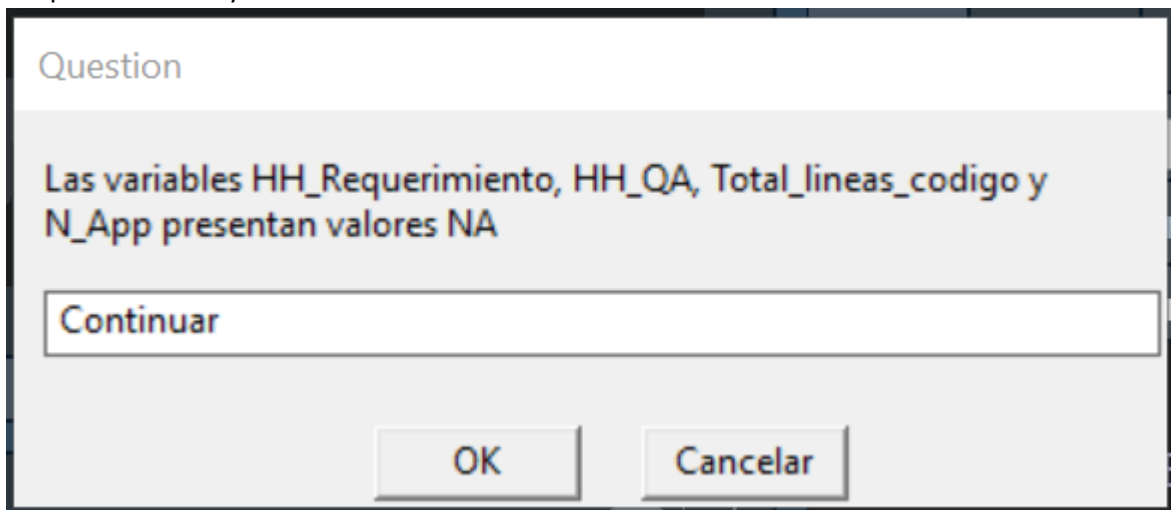 Question
Las variables HH_Requerimiento, HH_QA, Total_lineas_codigo y
N_App presentan valores NA
Continuar
OK Cancelar